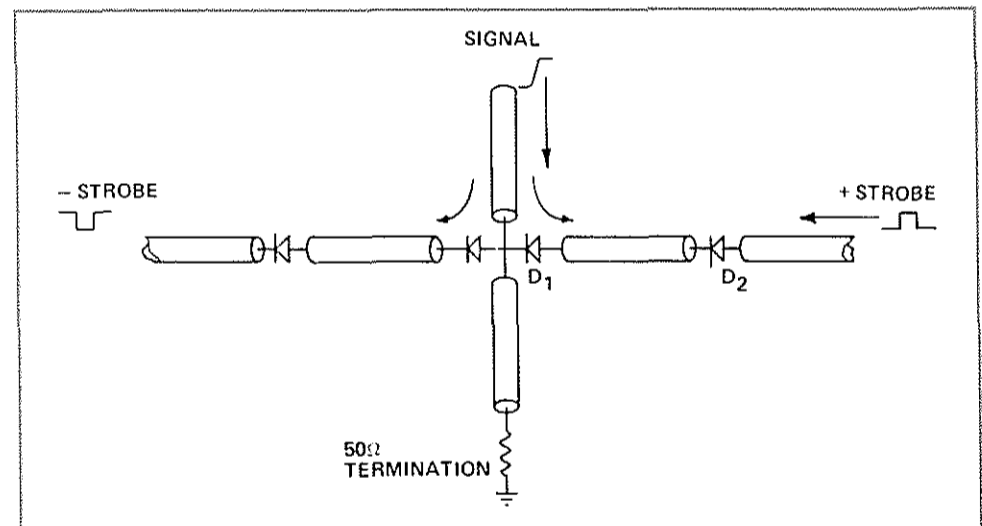 SIGNAL
− STROBE
+ STROBE
D1
D2
50Ω
TERMINATION